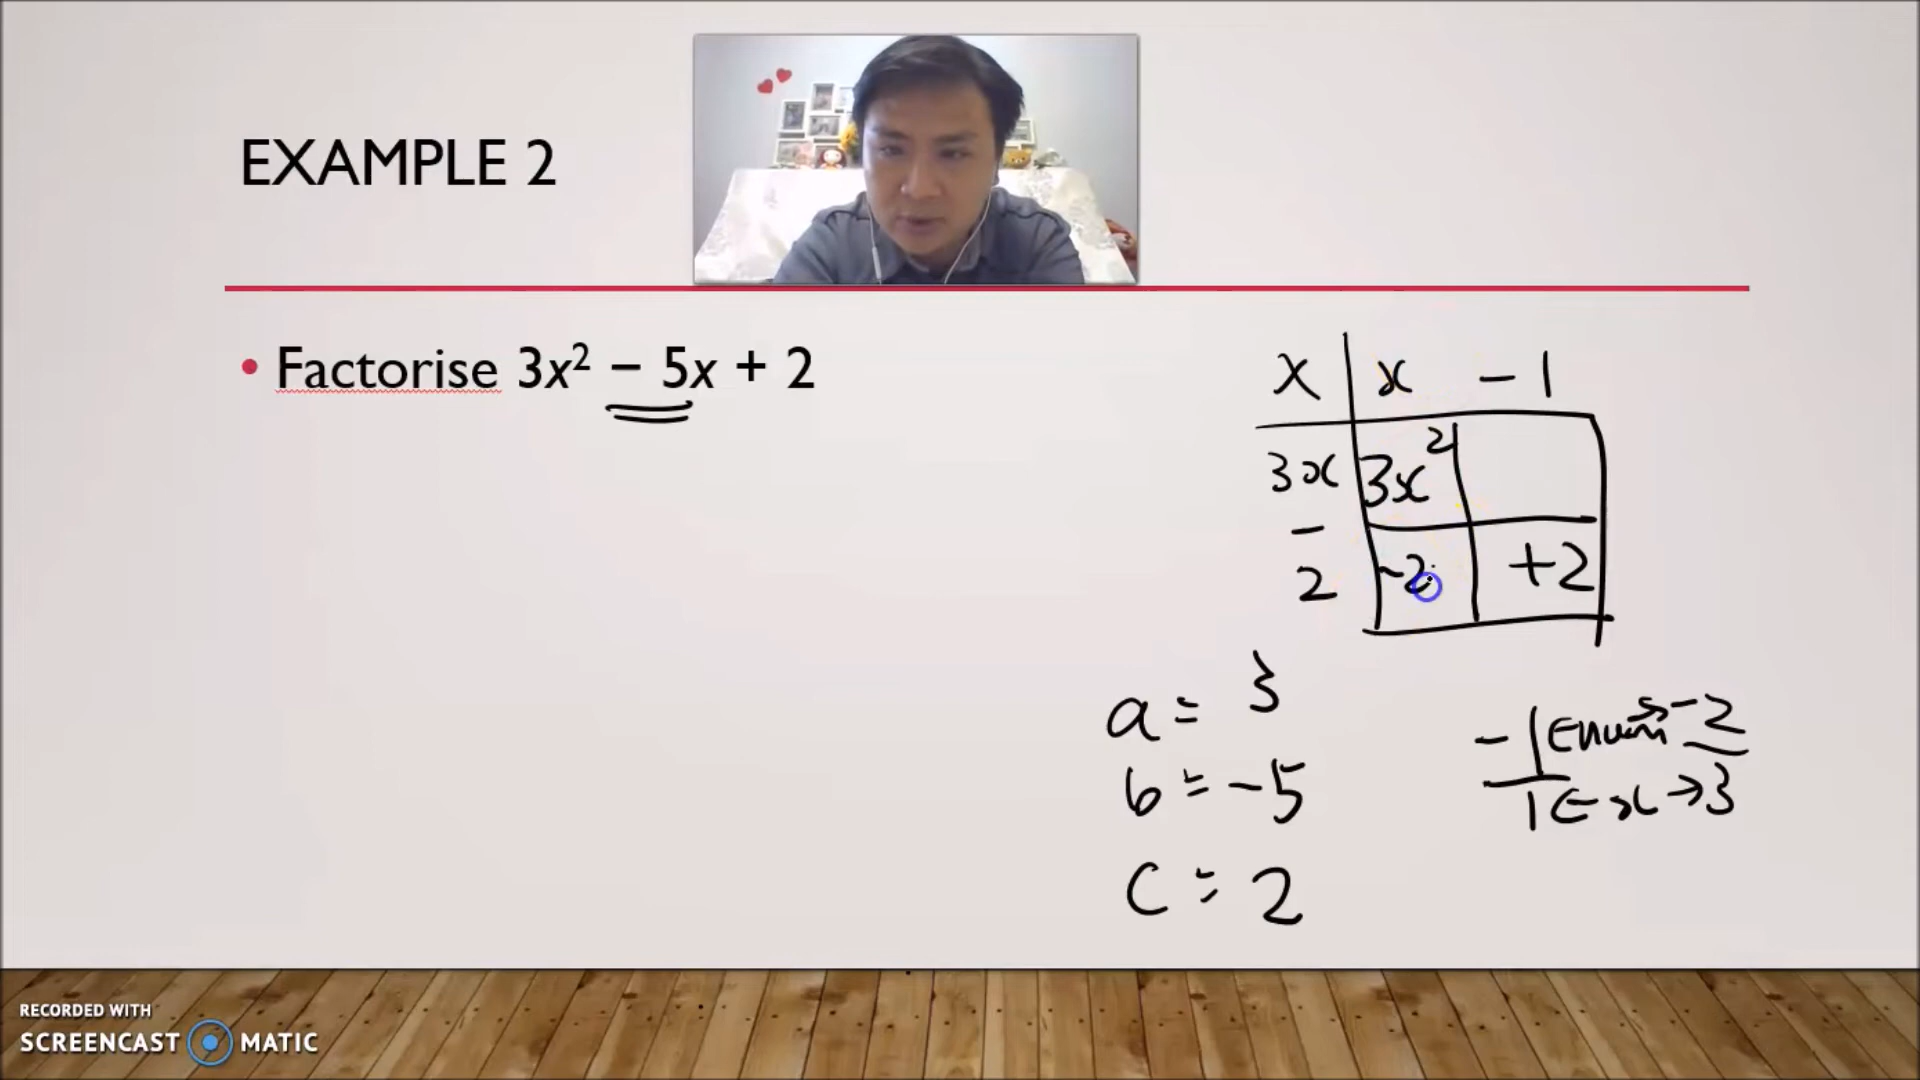 EXAMPLE 2
• Factorise 3x² − 5x + 2
x x − 1
3x 3x²
− 2 −2 +2
a = 3
b = −5
c = 2
−1 ← num → −2
1 ← x → 3
RECORDED WITH
SCREENCAST MATIC